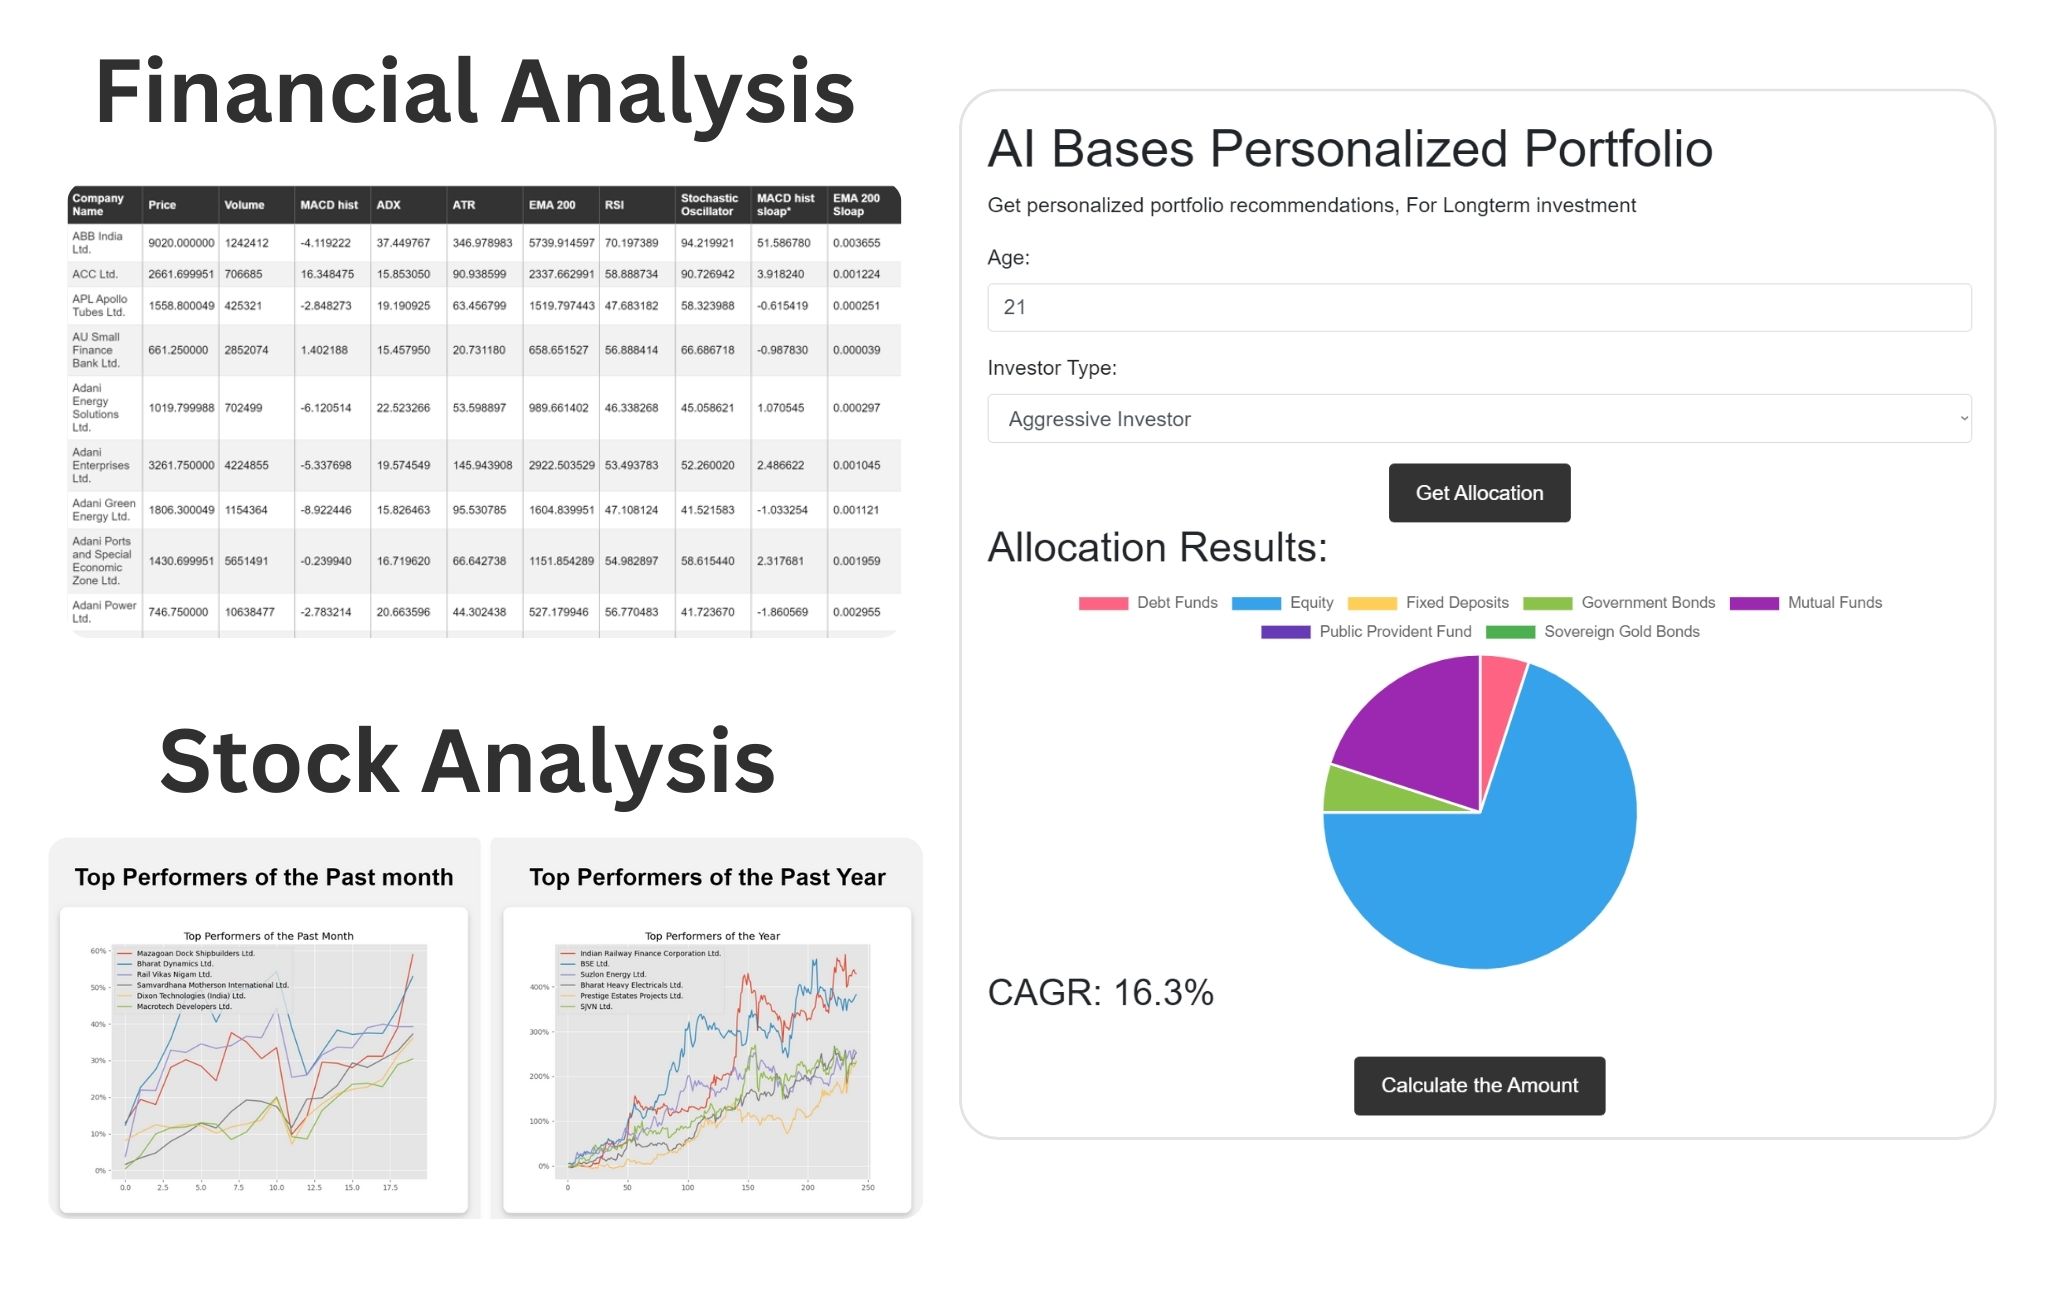 Financial Analysis
Company Name Price Volume MACD hist ADX ATR EMA 200 RSI Stochastic Oscillator MACD hist sloap* EMA 200 Sloap
ABB India Ltd. 9020.000000 1242412 -4.119222 37.449767 346.978983 5739.914597 70.197389 94.219921 51.586780 0.003655
ACC Ltd. 2661.699951 706685 16.348475 15.853050 90.938599 2337.662991 58.888734 90.726942 3.918240 0.001224
APL Apollo Tubes Ltd. 1558.800049 425321 -2.848273 19.190925 63.456799 1519.797443 47.683182 58.323988 -0.615419 0.000251
AU Small Finance Bank Ltd. 661.250000 2852074 1.402188 15.457950 20.731180 658.651527 56.888414 66.686718 -0.987830 0.000039
Adani Energy Solutions Ltd. 1019.799988 702499 -6.120514 22.523266 53.598897 989.661402 46.338268 45.058621 1.070545 0.000297
Adani Enterprises Ltd. 3261.750000 4224855 -5.337698 19.574549 145.943908 2922.503529 53.493783 52.260020 2.486622 0.001045
Adani Green Energy Ltd. 1806.300049 1154364 -8.922446 15.826463 95.530785 1604.839951 47.108124 41.521583 -1.033254 0.001121
Adani Ports and Special Economic Zone Ltd. 1430.699951 5651491 -0.239940 16.719620 66.642738 1151.854289 54.982897 58.615440 2.317681 0.001959
Adani Power Ltd. 746.750000 10638477 -2.783214 20.663596 44.302438 527.179946 56.770483 41.723670 -1.860569 0.002955
Stock Analysis
Top Performers of the Past month
Top Performers of the Past Month
Mazagoan Dock Shipbuilders Ltd.
Bharat Dynamics Ltd.
Rail Vikas Nigam Ltd.
Samvardhana Motherson International Ltd.
Dixon Technologies (India) Ltd.
Macrotech Developers Ltd.
60%
50%
40%
30%
20%
10%
0%
0.0 2.5 5.0 7.5 10.0 12.5 15.0 17.5
Top Performers of the Past Year
Top Performers of the Year
Indian Railway Finance Corporation Ltd.
BSE Ltd.
Suzlon Energy Ltd.
Bharat Heavy Electricals Ltd.
Prestige Estates Projects Ltd.
SJVN Ltd.
400%
300%
200%
100%
0%
0 50 100 150 200 250
AI Bases Personalized Portfolio
Get personalized portfolio recommendations, For Longterm investment
Age:
21
Investor Type:
Aggressive Investor
Get Allocation
Allocation Results:
Debt Funds Equity Fixed Deposits Government Bonds Mutual Funds
Public Provident Fund Sovereign Gold Bonds
CAGR: 16.3%
Calculate the Amount